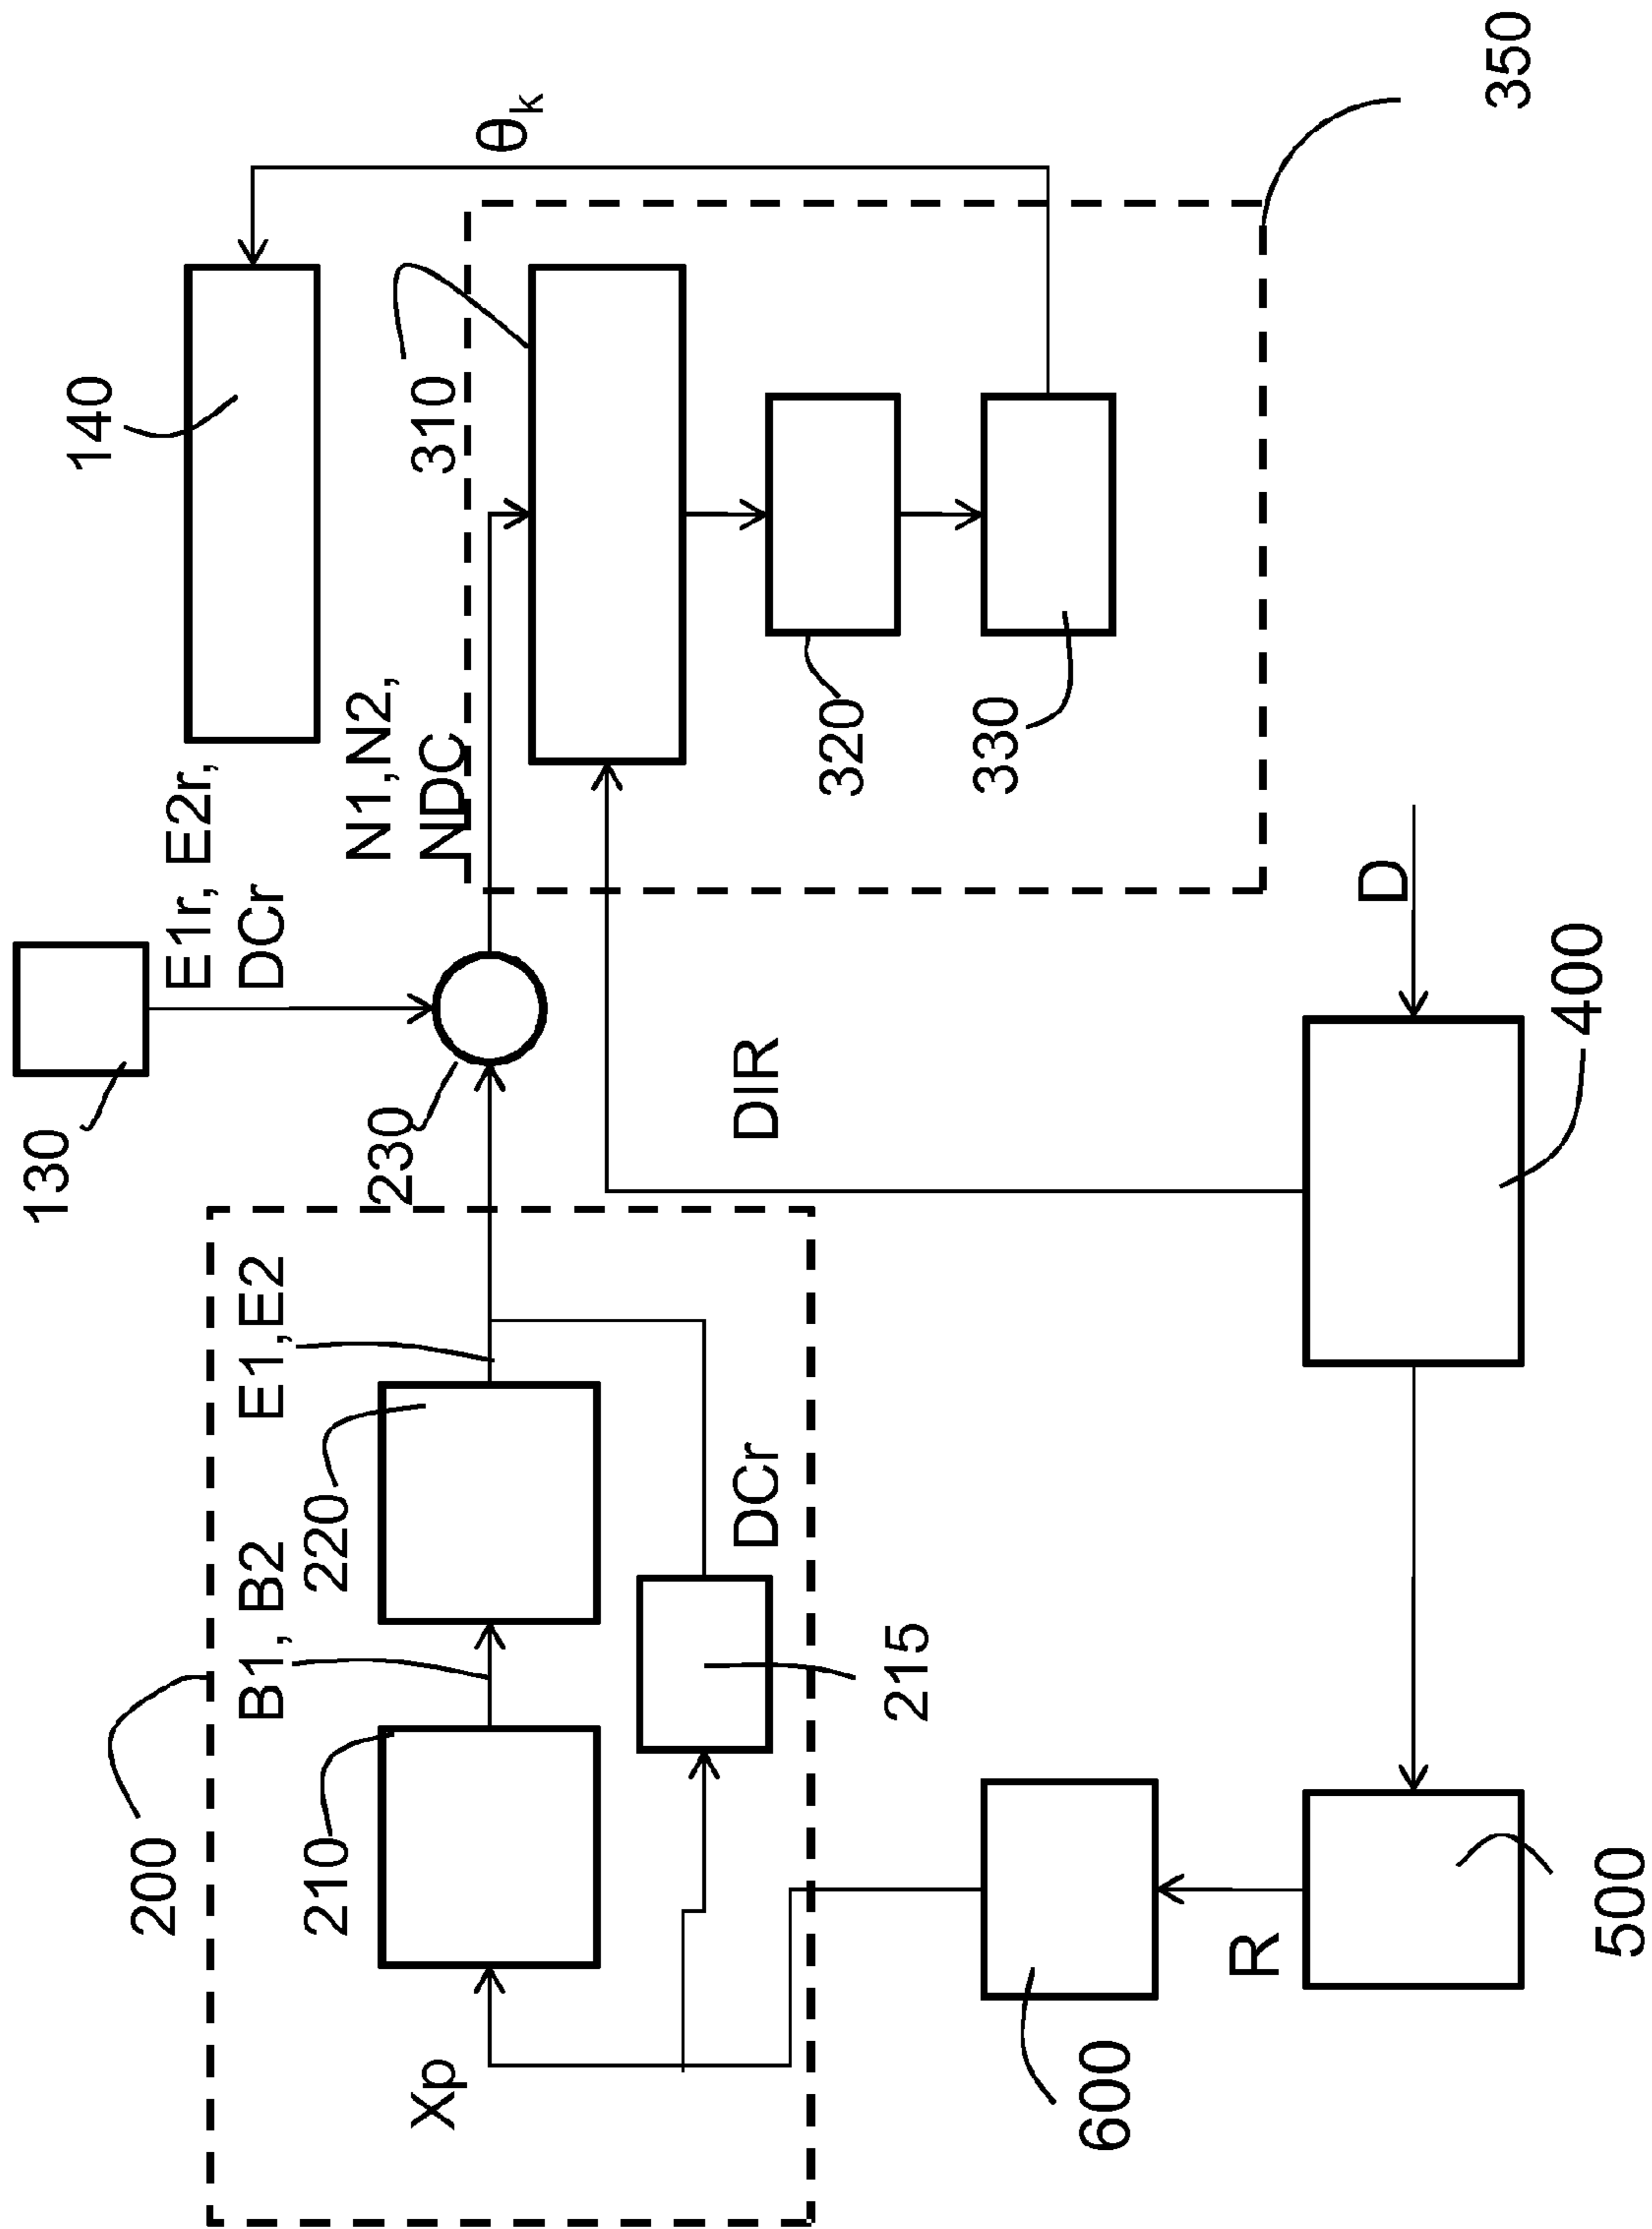 130
E1r, E2r,
DCr
140
200
B1, B2
E1,E2
210
220
230
N1,N2,
NDC
310
θk
Xp
DCr
DIR
215
320
330
600
R
D
350
500
400